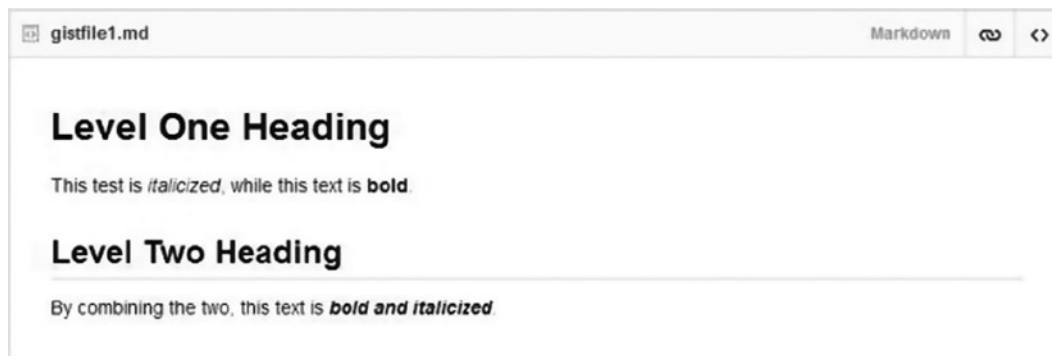 gistfile1.md Markdown
Level One Heading
This test is italicized, while this text is bold.
Level Two Heading
By combining the two, this text is bold and italicized.